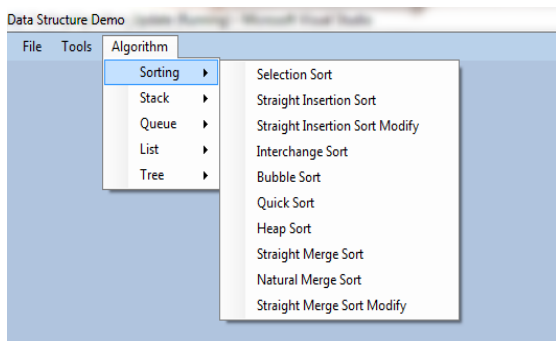 Data Structure Demo
File Tools Algorithm
Sorting
Stack
Queue
List
Tree
Selection Sort
Straight Insertion Sort
Straight Insertion Sort Modify
Interchange Sort
Bubble Sort
Quick Sort
Heap Sort
Straight Merge Sort
Natural Merge Sort
Straight Merge Sort Modify